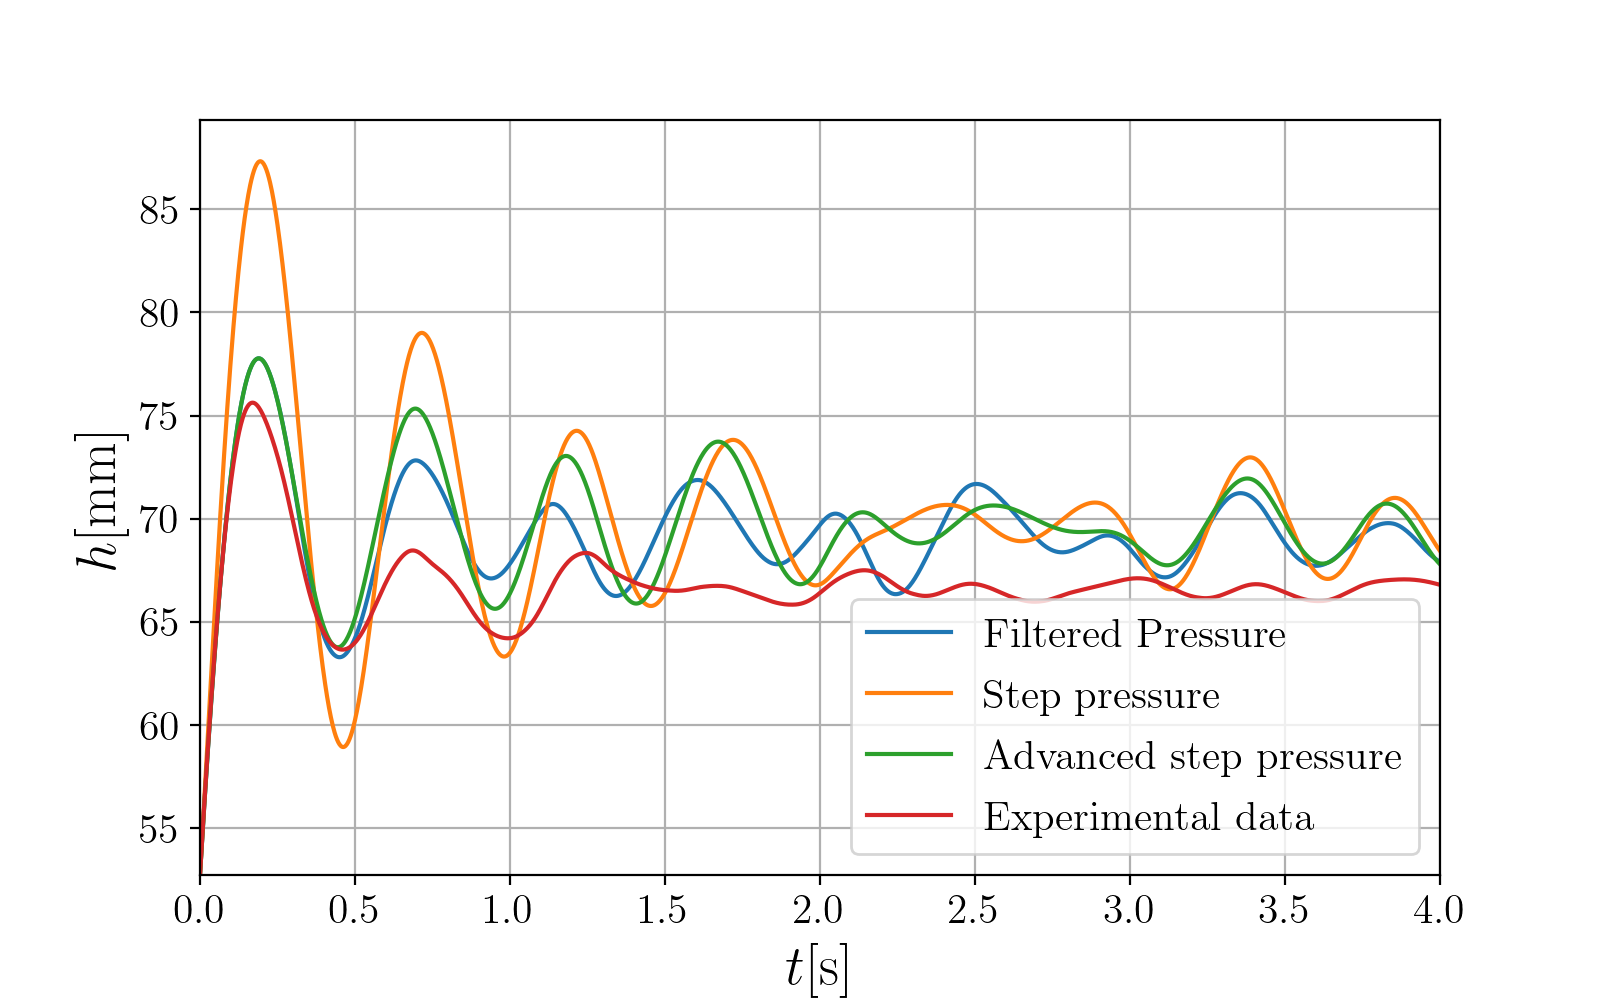 h[mm]
85
80
75
70
65
60
55
0.0 0.5 1.0 1.5 2.0 2.5 3.0 3.5 4.0
t[s]
Filtered Pressure
Step pressure
Advanced step pressure
Experimental data